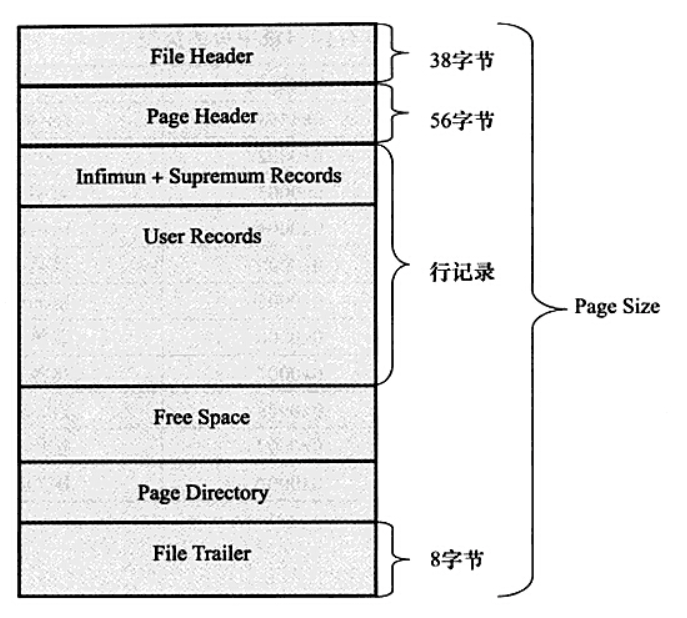 File Header
38字节
Page Header
56字节
Infimun + Supremum Records
User Records
行记录
Page Size
Free Space
Page Directory
File Trailer
8字节